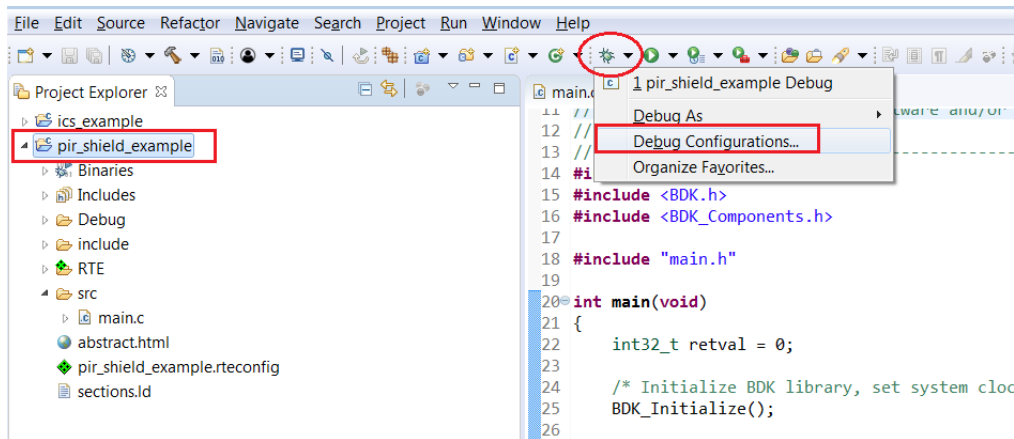 File Edit Source Refactor Navigate Search Project Run Window Help
Project Explorer
ics_example
pir_shield_example
Binaries
Includes
Debug
include
RTE
src
main.c
abstract.html
pir_shield_example.rteconfig
sections.ld
main.c
1 pir_shield_example Debug
Debug As
Debug Configurations...
Organize Favorites...
11 //
and/or
12 //
13 // --------------
14 #i
15 #include <BDK.h>
16 #include <BDK_Components.h>
17
18 #include "main.h"
19
20 int main(void)
21 {
22 int32_t retval = 0;
23
24 /* Initialize BDK library, set system cloc
25 BDK_Initialize();
26